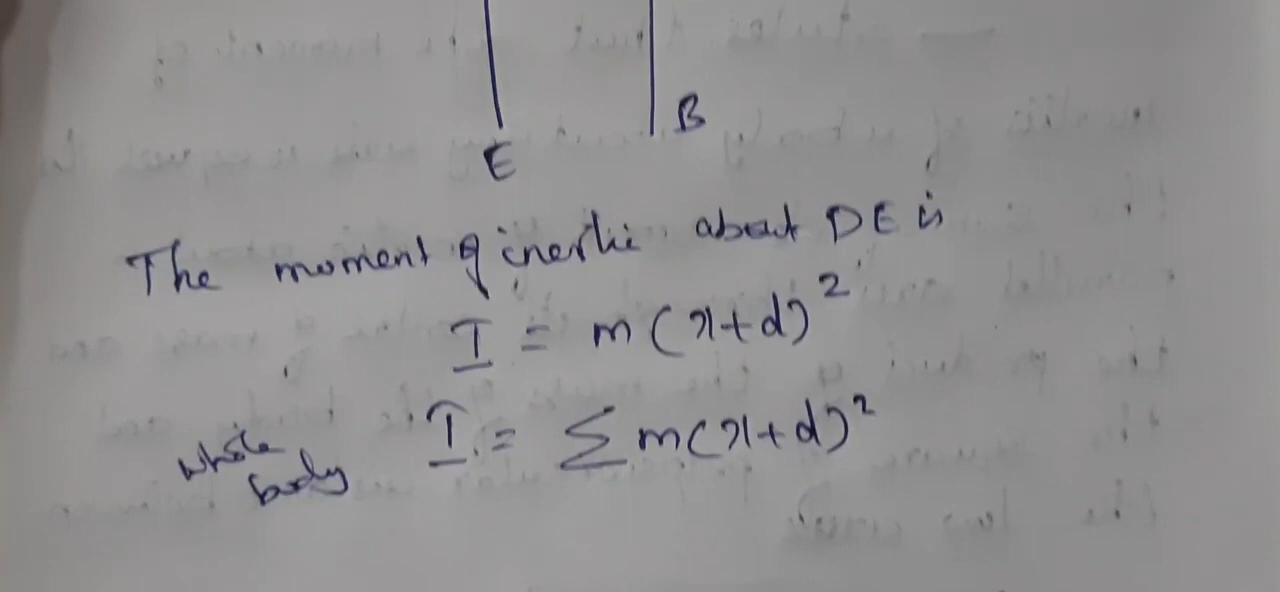 B
E
The moment of inertia about DE is
I = m(x+d)²
whole body I = Σm(x+d)²